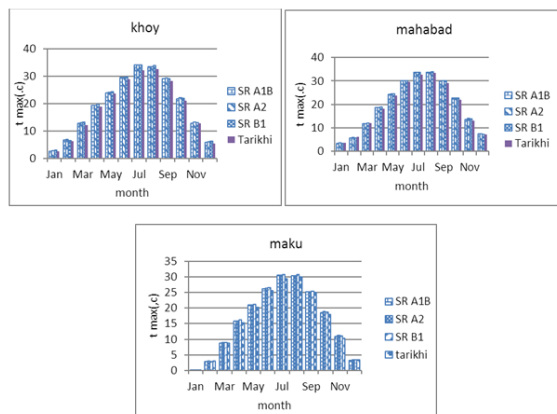 khoy
40
30
20
10
0
t max(,c)
Jan Mar May Jul Sep Nov
month
SR A1B
SR A2
SR B1
Tarikhi
mahabad
40
30
20
10
0
t max(,c)
Jan Mar May Jul Sep Nov
month
SR A1B
SR A2
SR B1
Tarikhi
maku
35
30
25
20
15
10
5
0
t max(,c)
Jan Mar May Jul Sep Nov
month
SR A1B
SR A2
SR B1
tarikhi